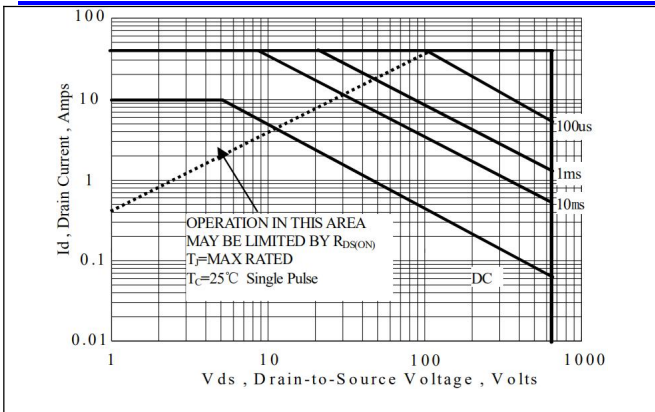 100
10
1
0.1
0.01
Id , Drain Current , Amps
100us
1ms
10ms
OPERATION IN THIS AREA
MAY BE LIMITED BY RDS(ON)
TJ=MAX RATED
TC=25℃ Single Pulse
DC
1 10 100 1000
Vds , Drain-to-Source Voltage , Volts